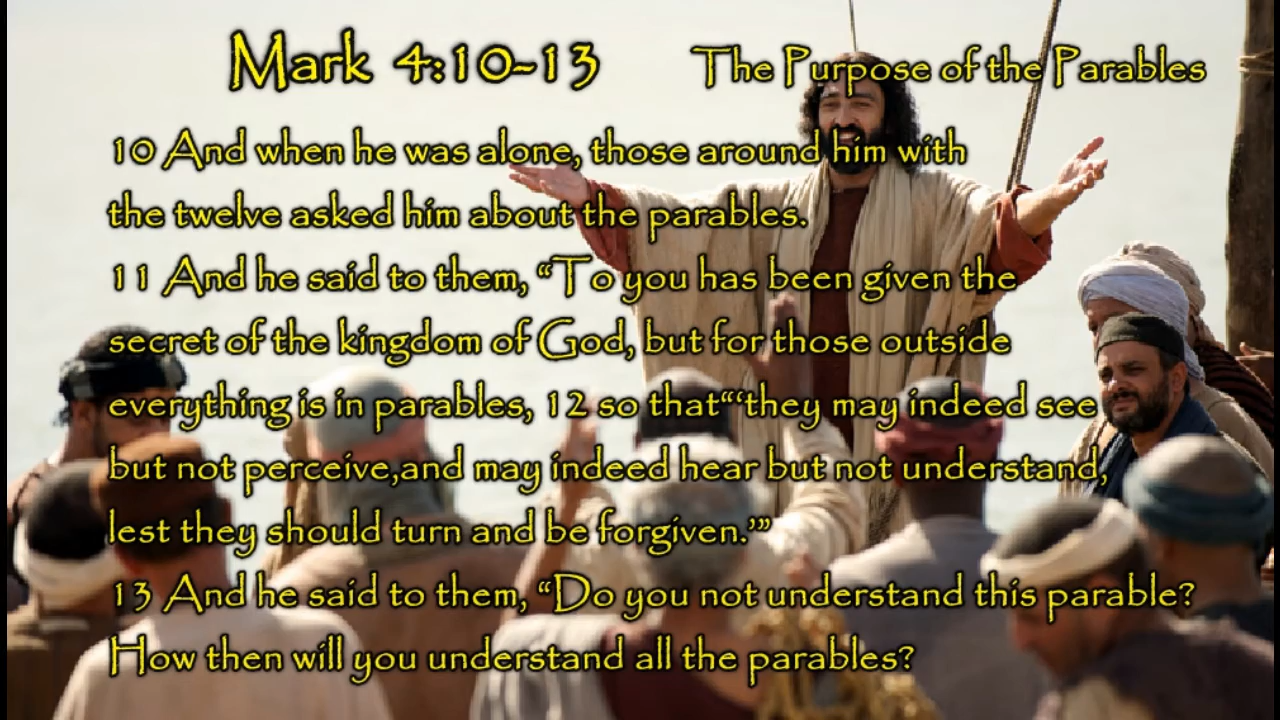 Mark 4:10-13 The Purpose of the Parables
10 And when he was alone, those around him with
the twelve asked him about the parables.
11 And he said to them, “To you has been given the
secret of the kingdom of God, but for those outside
everything is in parables, 12 so that“‘they may indeed see
but not perceive,and may indeed hear but not understand,
lest they should turn and be forgiven.’”
13 And he said to them, “Do you not understand this parable?
How then will you understand all the parables?